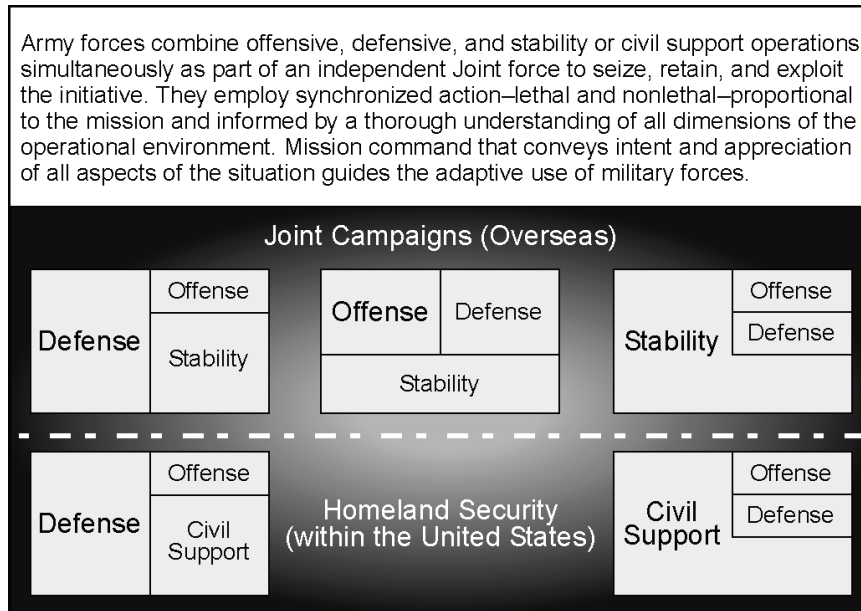 Army forces combine offensive, defensive, and stability or civil support operations
simultaneously as part of an independent Joint force to seize, retain, and exploit
the initiative. They employ synchronized action–lethal and nonlethal–proportional
to the mission and informed by a thorough understanding of all dimensions of the
operational environment. Mission command that conveys intent and appreciation
of all aspects of the situation guides the adaptive use of military forces.
Joint Campaigns (Overseas)
Defense
Offense
Stability
Offense
Defense
Stability
Stability
Offense
Defense
Defense
Offense
Civil
Support
Homeland Security
(within the United States)
Civil
Support
Offense
Defense